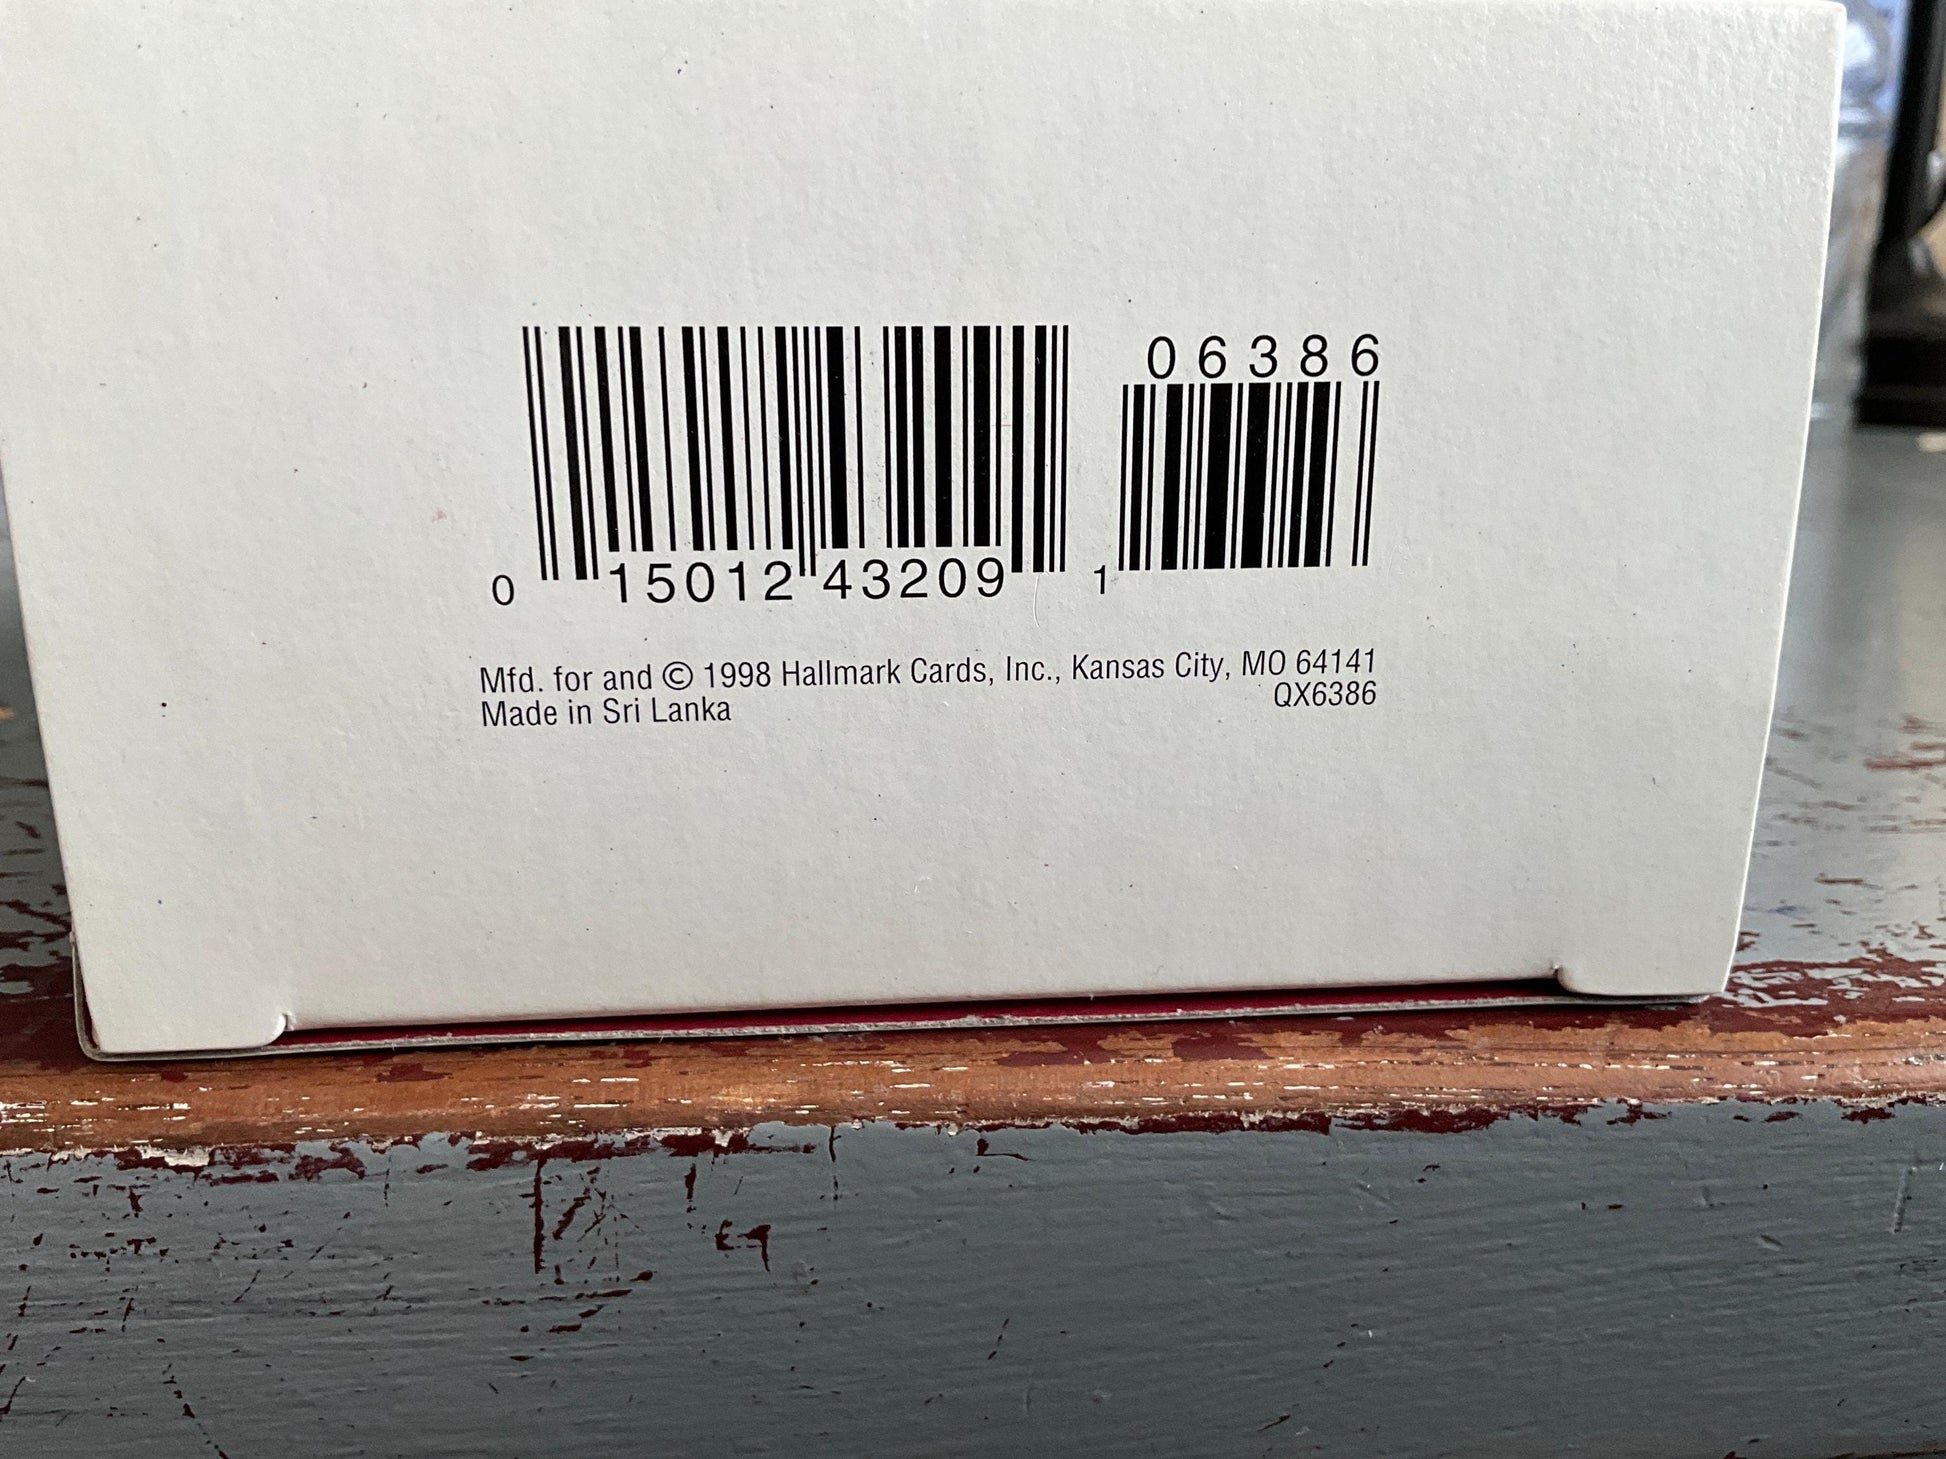 06386
0 15012 43209 1
Mfd. for and © 1998 Hallmark Cards, Inc., Kansas City, MO 64141
Made in Sri Lanka QX6386